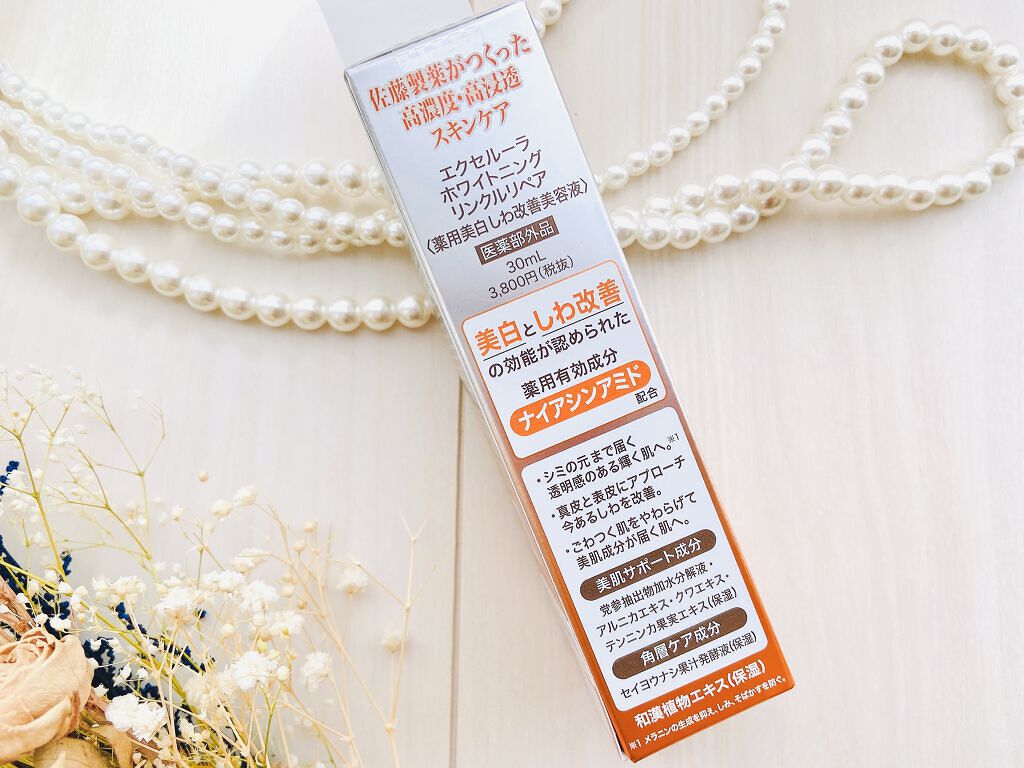 佐藤製薬がつくった
高濃度・高浸透
スキンケア
エクセルーラ
ホワイトニング
リンクルリペア
〈薬用美白しわ改善美容液〉
医薬部外品
30mL
3,800円(税抜)
美白としわ改善
の効能が認められた
薬用有効成分
ナイアシンアミド
配合
・シミの元まで届く
透明感のある輝く肌へ。※1
・真皮と表皮にアプローチ
今あるしわを改善。
・ごわつく肌をやわらげて
美肌成分が届く肌へ。
美肌サポート成分
党参抽出物加水分解液・
アルニカエキス・クワエキス・
テンニンカ果実エキス(保湿)
角層ケア成分
セイヨウナシ果汁発酵液(保湿)
和漢植物エキス(保湿)
※1 メラニンの生成を抑え、しみ、そばかすを防ぐ。